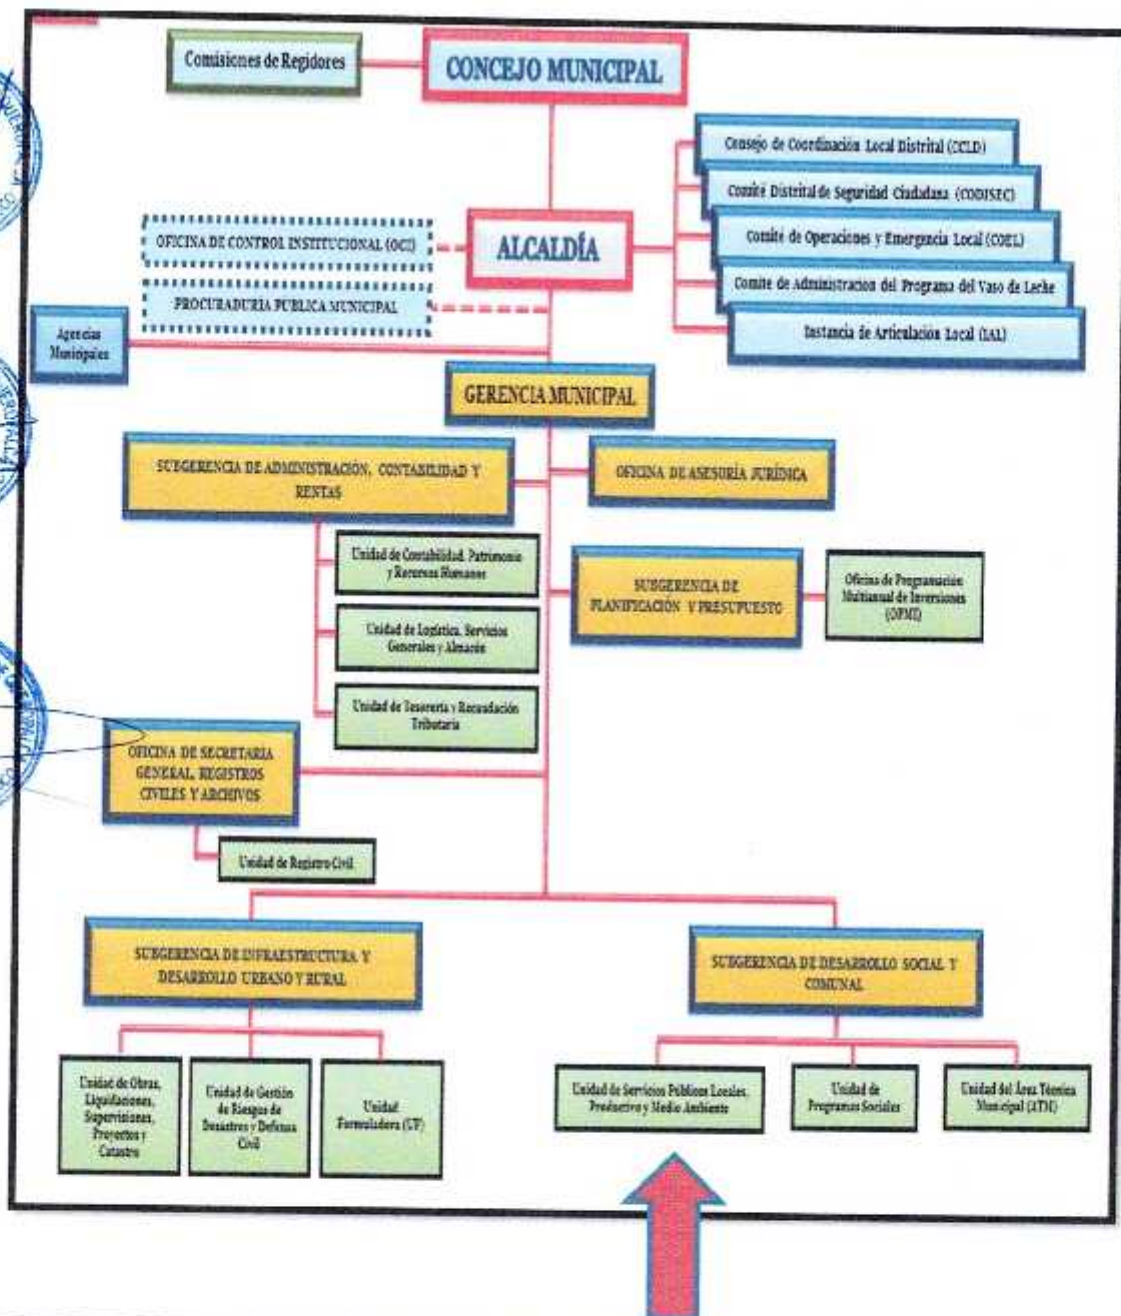 Comisiones de Regidores
CONCEJO MUNICIPAL
Consejo de Coordinación Local Distrital (CCLD)
Comité Distrital de Seguridad Ciudadana (CODISEC)
OFICINA DE CONTROL INSTITUCIONAL (OCI)
ALCALDÍA
Comité de Operaciones y Emergencia Local (COEL)
Comité de Administración del Programa del Vaso de Leche
PROCURADURIA PUBLICA MUNICIPAL
Instancia de Articulación Local (IAL)
Agencias
Municipales
GERENCIA MUNICIPAL
SUBGERENCIA DE ADMINISTRACIÓN, CONTABILIDAD Y
RENTAS
OFICINA DE ASESORÍA JURÍDICA
Unidad de Contabilidad, Patrimonio
y Recursos Humanos
SUBGERENCIA DE
PLANIFICACIÓN Y PRESUPUESTO
Oficina de Programación
Multianual de Inversiones
(OPMI)
Unidad de Logística, Servicios
Generales y Almacén
Unidad de Tesorería y Recaudación
Tributaria
OFICINA DE SECRETARIA
GENERAL, REGISTROS
CIVILES Y ARCHIVOS
Unidad de Registro Civil
SUBGERENCIA DE INFRAESTRUCTURA Y
DESARROLLO URBANO Y RURAL
SUBGERENCIA DE DESARROLLO SOCIAL Y
COMUNAL
Unidad de Obras,
Liquidaciones,
Supervisiones,
Proyectos y
Catastro
Unidad de Gestión
de Riesgos de
Desastres y Defensa
Civil
Unidad
Formuladora (UF)
Unidad de Servicios Públicos Locales,
Productivo y Medio Ambiente
Unidad de
Programas Sociales
Unidad del Área Técnica
Municipal (ATM)